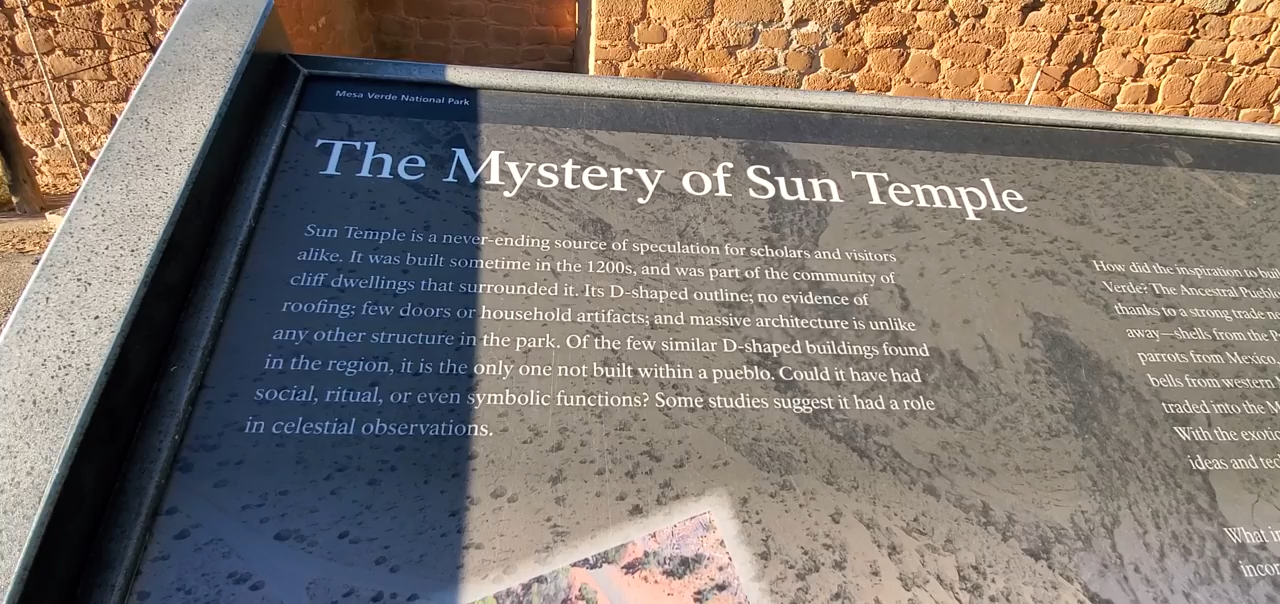 Mesa Verde National Park
The Mystery of Sun Temple
Sun Temple is a never-ending source of speculation for scholars and visitors
alike. It was built sometime in the 1200s, and was part of the community of
cliff dwellings that surrounded it. Its D-shaped outline; no evidence of
roofing; few doors or household artifacts; and massive architecture is unlike
any other structure in the park. Of the few similar D-shaped buildings found
in the region, it is the only one not built within a pueblo. Could it have had
social, ritual, or even symbolic functions? Some studies suggest it had a role
in celestial observations.
How did the inspiration to
Verde? The Ancestral
thanks to a strong trade
away—shells from the
parrots from Mexico
bells from western
traded into the
With the
ideas and
What